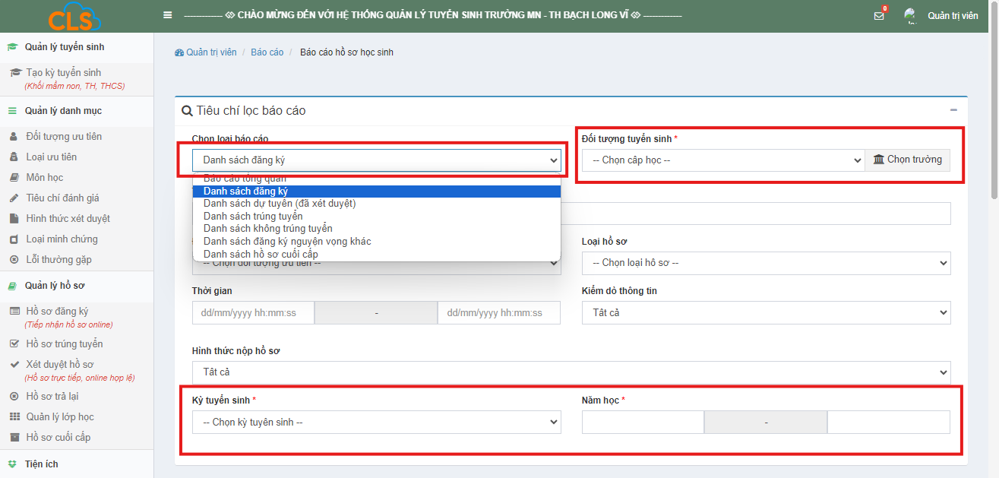 CLS
------------ CHÀO MỪNG ĐẾN VỚI HỆ THỐNG QUẢN LÝ TUYỂN SINH TRƯỜNG MN - TH BẠCH LONG VĨ ------------
0
Quản trị viên
Quản lý tuyển sinh
Tạo kỳ tuyển sinh
(Khối mầm non, TH, THCS)
Quản lý danh mục
Đối tượng ưu tiên
Loại ưu tiên
Môn học
Tiêu chí đánh giá
Hình thức xét duyệt
Loại minh chứng
Lỗi thường gặp
Quản lý hồ sơ
Hồ sơ đăng ký
(Tiếp nhận hồ sơ online)
Hồ sơ trúng tuyển
Xét duyệt hồ sơ
(Hồ sơ trực tiếp, online hợp lệ)
Hồ sơ trả lại
Quản lý lớp học
Hồ sơ cuối cấp
Tiện ích
Quản trị viên / Báo cáo / Báo cáo hồ sơ học sinh
Tiêu chí lọc báo cáo
Chọn loại báo cáo
Danh sách đăng ký
Báo cáo tổng quan
Danh sách đăng ký
Danh sách dự tuyển (đã xét duyệt)
Danh sách trúng tuyển
Danh sách không trúng tuyển
Danh sách đăng ký nguyện vọng khác
Danh sách hồ sơ cuối cấp
-- Chọn đối tượng ưu tiên --
Đối tượng tuyển sinh *
-- Chọn cấp học --
Chọn trường
Loại hồ sơ
-- Chọn loại hồ sơ --
Thời gian
dd/mm/yyyy hh:mm:ss - dd/mm/yyyy hh:mm:ss
Kiểm dò thông tin
Tất cả
Hình thức nộp hồ sơ
Tất cả
Kỳ tuyển sinh *
-- Chọn kỳ tuyển sinh --
Năm học *
-